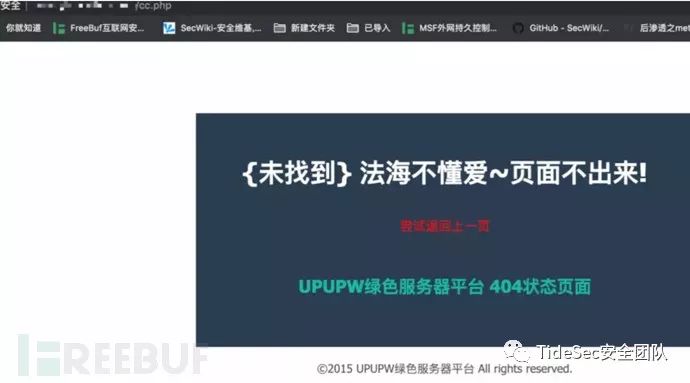 安全
/cc.php
你就知道 FreeBuf互联网安... SecWiki-安全维基,... 新建文件夹 已导入 MSF外网持久控制... GitHub - SecWiki/... 后渗透之met
{未找到} 法海不懂爱~页面不出来!
尝试返回上一页
UPUPW绿色服务器平台 404状态页面
FREEBUF
TideSec安全团队
©2015 UPUPW绿色服务器平台 All rights reserved.